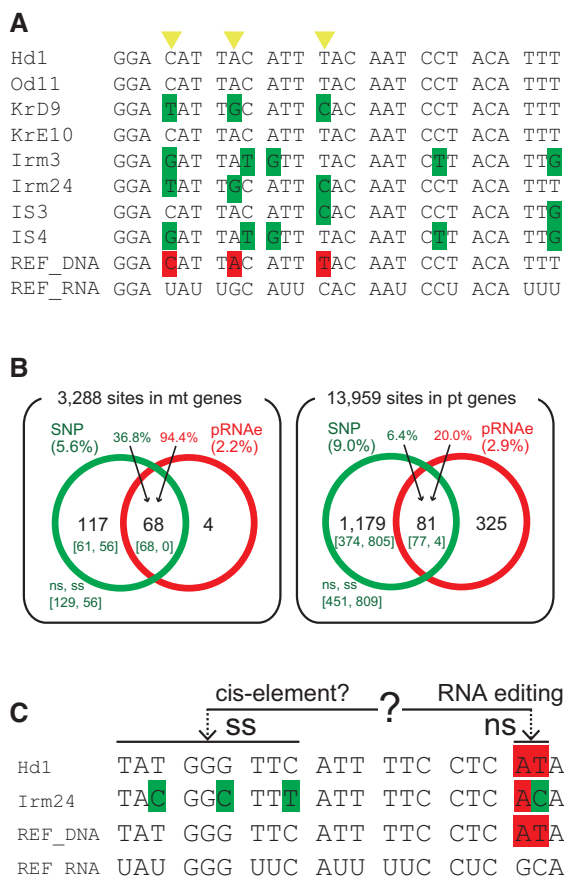 A
Hd1 GGA CAT TAC ATT TAC AAT CCT ACA TTT
Od11 GGA CAT TAC ATT TAC AAT CCT ACA TTT
KrD9 GGA TAT TGC ATT CAC AAT CCT ACA TTT
KrE10 CAT TAC ATT TAC AAT CCT ACA TTT
Irm3 GGA GAT TAT GTT TAC AAT CTT ACA TTG
Irm24 GGA TAT TGC ATT CAC AAT CCT ACA TTT
IS3 GGA CAT TAC ATT CAC AAT CCT ACA TTG
IS4 GGA GAT TAT GTT TAC AAT CTT ACA TTG
REF_DNA GGA CAT TAC ATT TAC AAT CCT ACA TTT
REF_RNA GGA UAU UGC AUU CAC AAU CCU ACA UUU
B
3,288 sites in mt genes
SNP (5.6%)
36.8%
94.4%
pRNAe (2.2%)
117
68
4
[61, 56]
[68, 0]
ns, ss
[129, 56]
13,959 sites in pt genes
SNP (9.0%)
6.4%
20.0%
pRNAe (2.9%)
1,179
81
325
[374, 805]
[77, 4]
ns, ss
[451, 809]
C
cis-element? ? RNA editing
ss ns
Hd1 TAT GGG TTC ATT TTC CTC ATA
Irm24 TAC GGC TTT ATT TTC CTC ACA
REF_DNA TAT GGG TTC ATT TTC CTC ATA
REF_RNA UAU GGG UUC AUU UUC CUC GCA